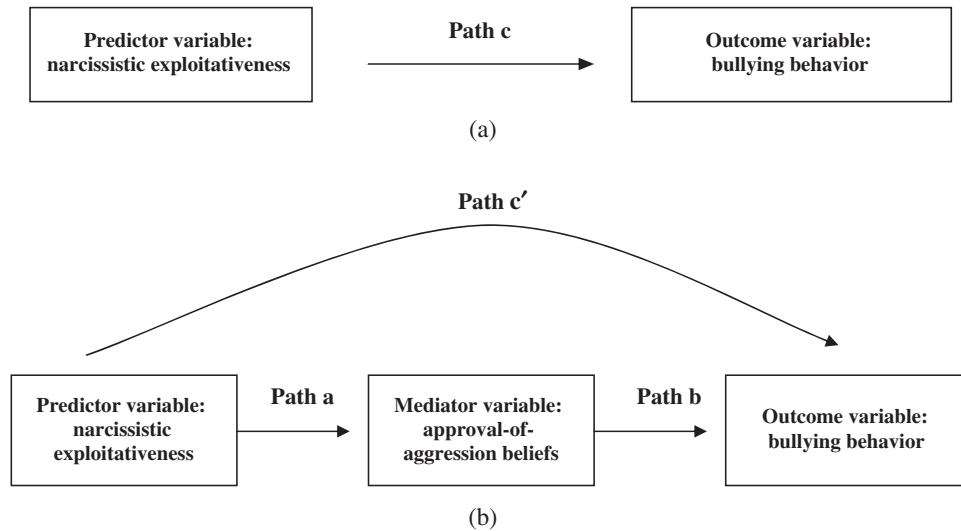 Predictor variable:
narcissistic exploitativeness
Path c
Outcome variable:
bullying behavior
(a)
Path c′
Predictor variable:
narcissistic
exploitativeness
Path a
Mediator variable:
approval-of-
aggression beliefs
Path b
Outcome variable:
bullying behavior
(b)